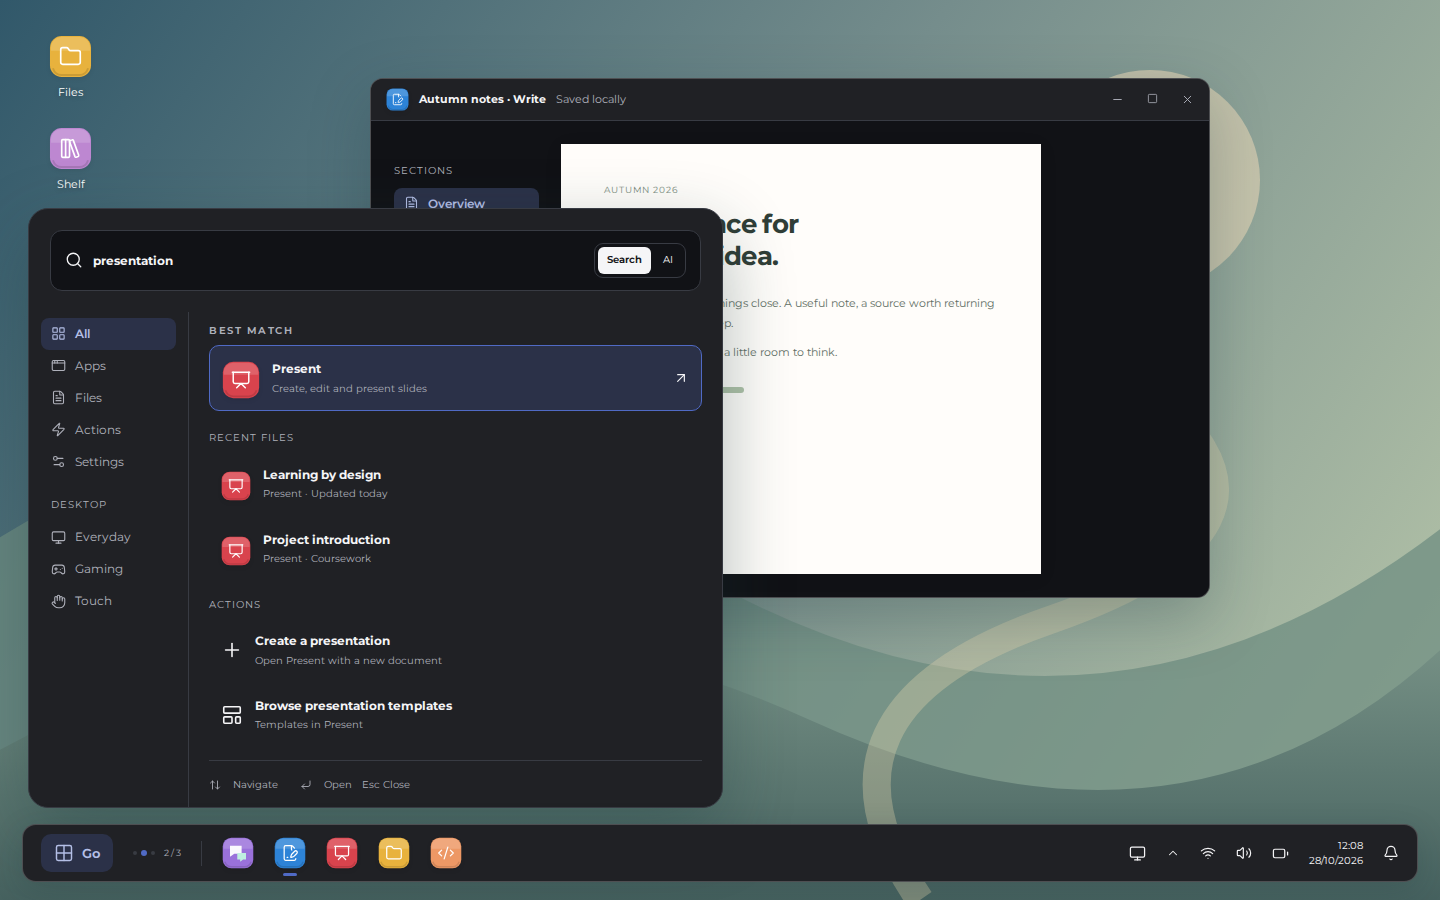 Files
Shelf
Autumn notes · Write Saved locally
SECTIONS
Overview
AUTUMN 2026
ce for
dea.
ings close. A useful note, a source worth returning
p.
a little room to think.
presentation
Search AI
All
Apps
Files
Actions
Settings
DESKTOP
Everyday
Gaming
Touch
BEST MATCH
Present
Create, edit and present slides
RECENT FILES
Learning by design
Present · Updated today
Project introduction
Present · Coursework
ACTIONS
Create a presentation
Open Present with a new document
Browse presentation templates
Templates in Present
Navigate Open Esc Close
Go 2/3
12:08
28/10/2026